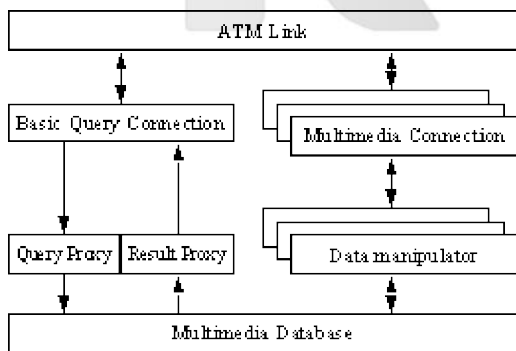 ATM Link
Basic Query Connection
Multimedia Connection
Query Proxy
Result Proxy
Data manipulator
Multimedia Database